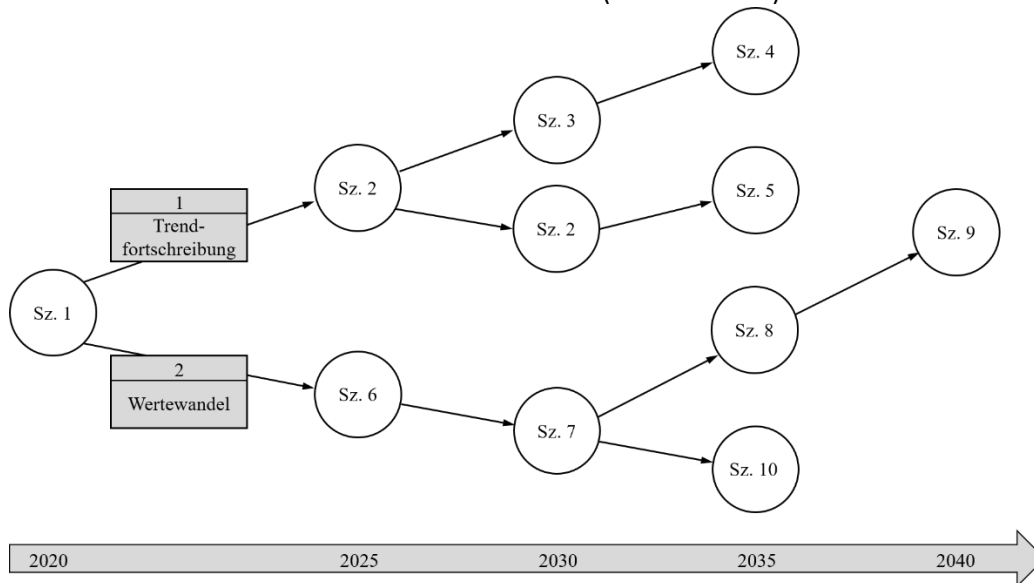 Sz. 4
Sz. 3
Sz. 2
Sz. 5
1
Trend-
fortschreibung
Sz. 2
Sz. 9
Sz. 1
Sz. 8
2
Wertewandel
Sz. 6
Sz. 7
Sz. 10
2020 2025 2030 2035 2040